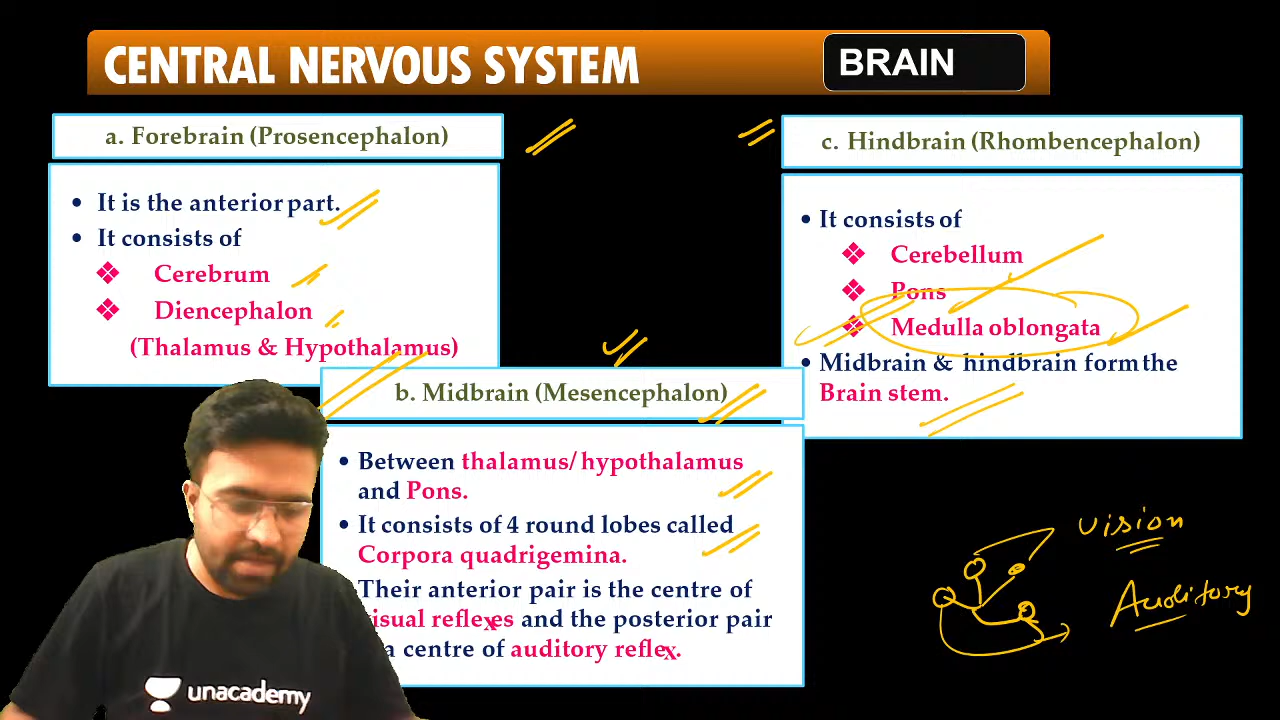 CENTRAL NERVOUS SYSTEM
BRAIN
a. Forebrain (Prosencephalon)
• It is the anterior part.
• It consists of
❖ Cerebrum
❖ Diencephalon
(Thalamus & Hypothalamus)
b. Midbrain (Mesencephalon)
• Between thalamus/ hypothalamus
and Pons.
• It consists of 4 round lobes called
Corpora quadrigemina.
Their anterior pair is the centre of
isual reflexes and the posterior pair
a centre of auditory reflex.
c. Hindbrain (Rhombencephalon)
• It consists of
❖ Cerebellum
❖ Pons
❖ Medulla oblongata
• Midbrain & hindbrain form the
Brain stem.
vision
Auditory
unacademy